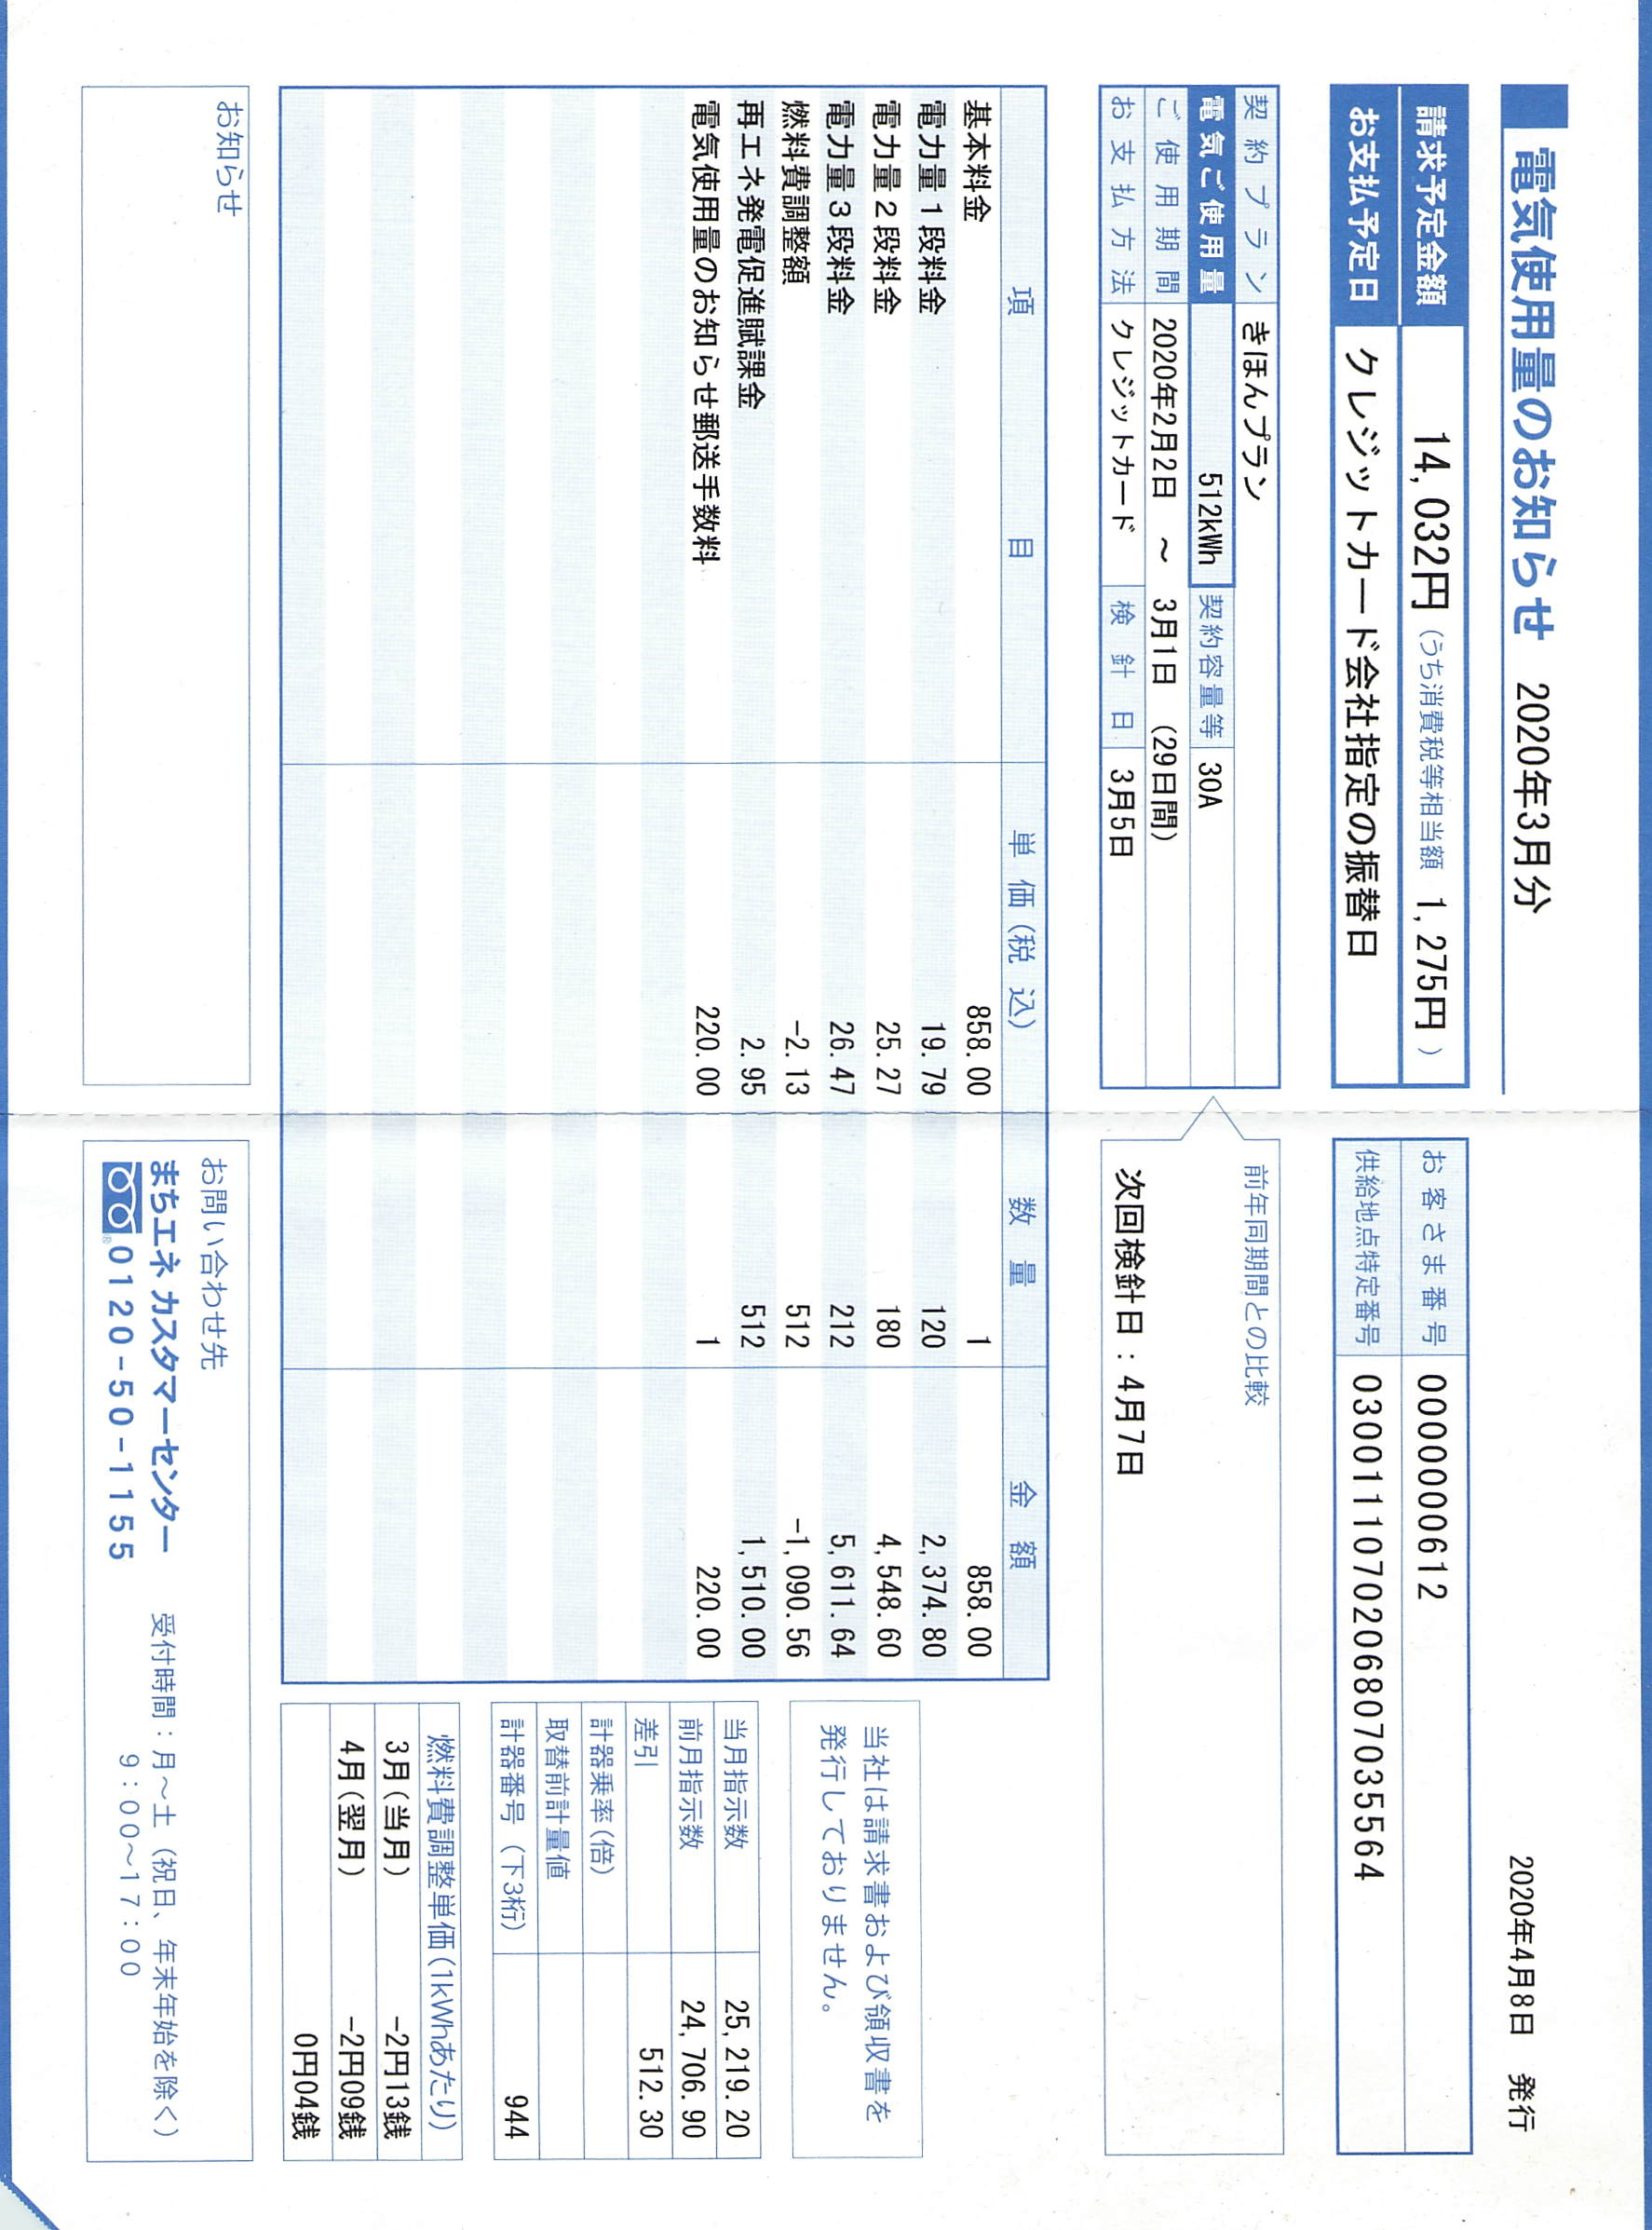 電気使用量のお知らせ 2020年3月分
2020年4月8日 発行
請求予定金額 14,032円 (うち消費税等相当額 1,275円)
お支払予定日 クレジットカード会社指定の振替日
お客さま番号 0000000612
供給地点特定番号 0300111070206807035564
契約プラン きほんプラン
電気ご使用量 512kWh 契約容量等 30A
ご使用期間 2020年2月2日 ~ 3月1日 (29日間)
お支払方法 クレジットカード 検針日 3月5日
前年同期間との比較
次回検針日:4月7日
項目 単価(税込) 数量 金額
基本料金 858.00 1 858.00
電力量1段料金 19.79 120 2,374.80
電力量2段料金 25.27 180 4,548.60
電力量3段料金 26.47 212 5,611.64
燃料費調整額 -2.13 512 -1,090.56
再エネ発電促進賦課金 2.95 512 1,510.00
電気使用量のお知らせ郵送手数料 220.00 1 220.00
当社は請求書および領収書を
発行しておりません。
当月指示数 25,219.20
前月指示数 24,706.90
差引 512.30
計器乗率(倍)
取替前計量値
計器番号(下3桁) 944
燃料費調整単価(1kWhあたり)
3月(当月) -2円13銭
4月(翌月) -2円09銭
0円04銭
お知らせ
お問い合わせ先
まちエネ カスタマーセンター 受付時間:月~土(祝日、年末年始を除く)
0120-50-1155 9:00~17:00